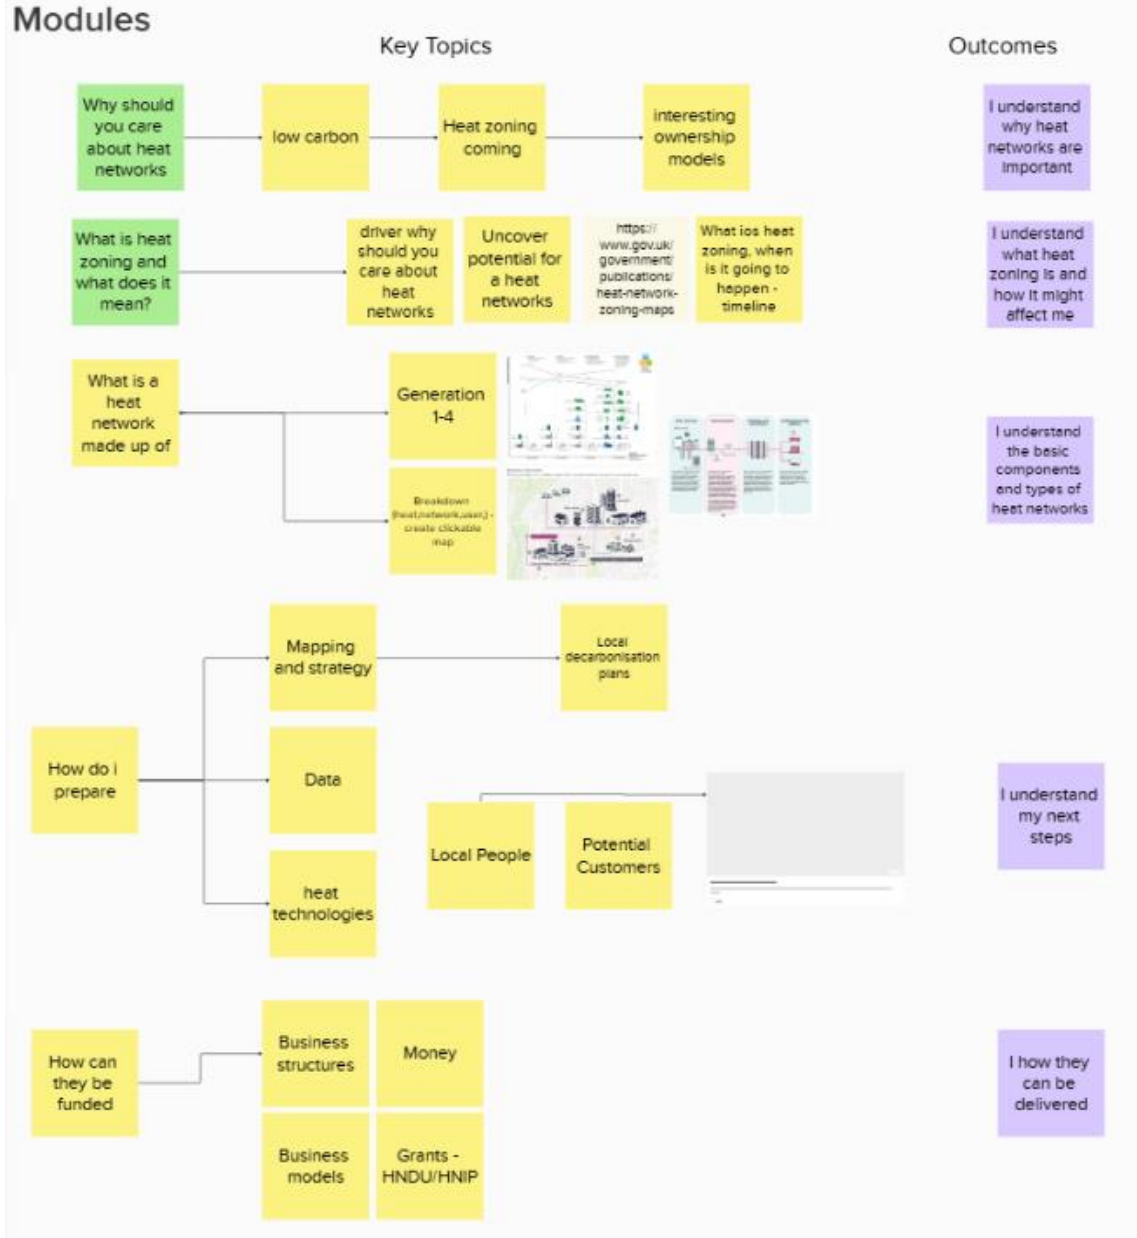 Modules
Key Topics
Outcomes
Why should
you care
about heat
networks
low carbon
Heat zoning
coming
interesting
ownership
models
I understand
why heat
networks are
important
What is heat
zoning and
what does it
mean?
driver why
should you
care about
heat
networks
Uncover
potential for
a heat
networks
https://
www.gov.uk/
government/
publications/
heat-network-
zoning-maps
What ios heat
zoning, when
is it going to
happen -
timeline
I understand
what heat
zoning is and
how it might
affect me
What is a
heat
network
made up of
Generation
1-4
Breakdown
(heat,network,user,) -
create clickable
map
I understand
the basic
components
and types of
heat networks
How do i
prepare
Mapping
and strategy
Local
decarbonisation
plans
Data
heat
technologies
Local People
Potential
Customers
I understand
my next
steps
How can
they be
funded
Business
structures
Money
Business
models
Grants -
HNDU/HNIP
I how they
can be
delivered